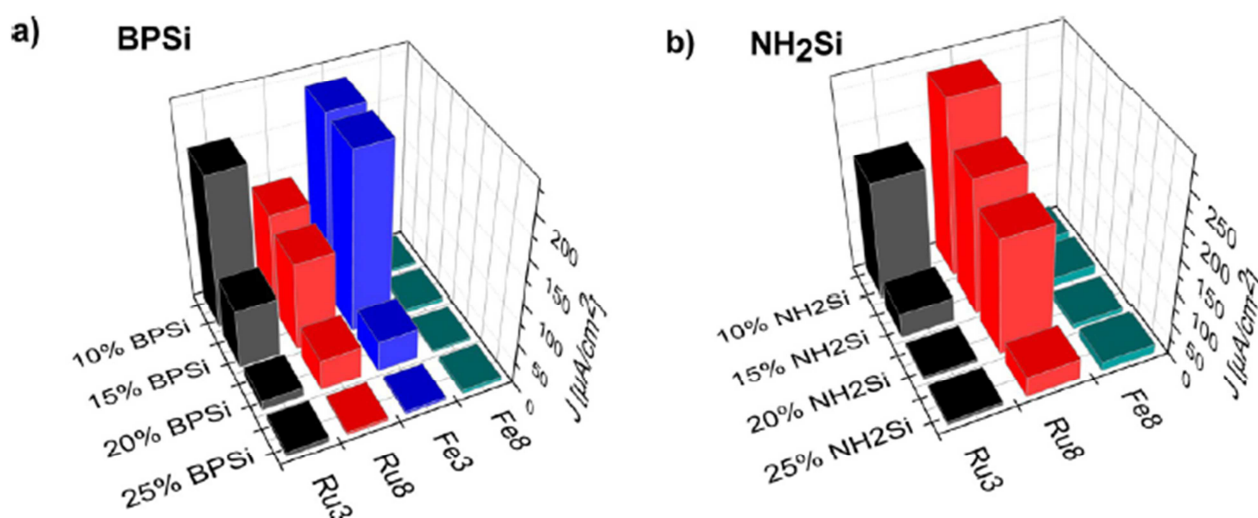 a) BPSi
10% BPSi
15% BPSi
20% BPSi
25% BPSi
Ru3
Ru8
Fe3
Fe8
0
50
100
150
200
J (µA/cm2)
b) NH2Si
10% NH2Si
15% NH2Si
20% NH2Si
25% NH2Si
Ru3
Ru8
Fe8
0
50
100
150
200
250
J (µA/cm2)